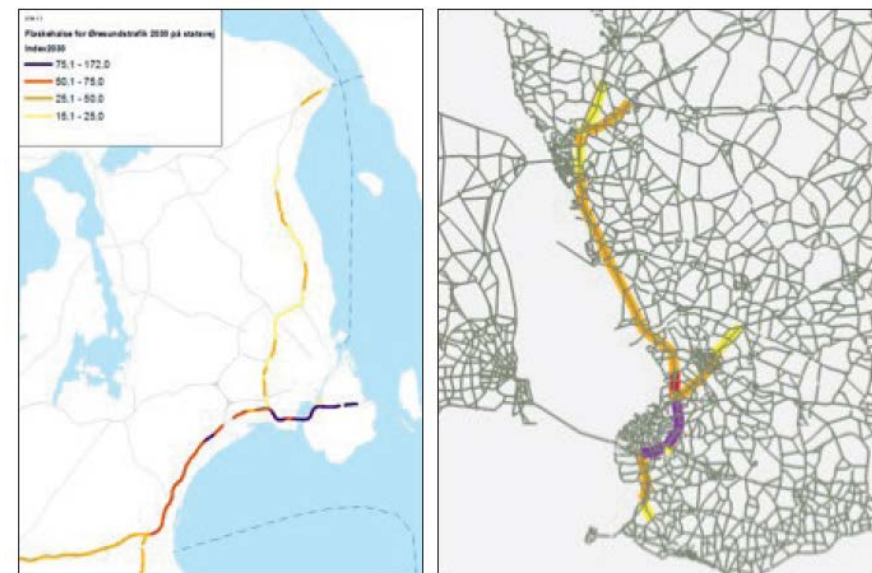 Flaskehalse for Øresundstrafik 2030 på statsvej
Index2030
75.1 - 172.0
50.1 - 75.0
25.1 - 50.0
15.1 - 25.0